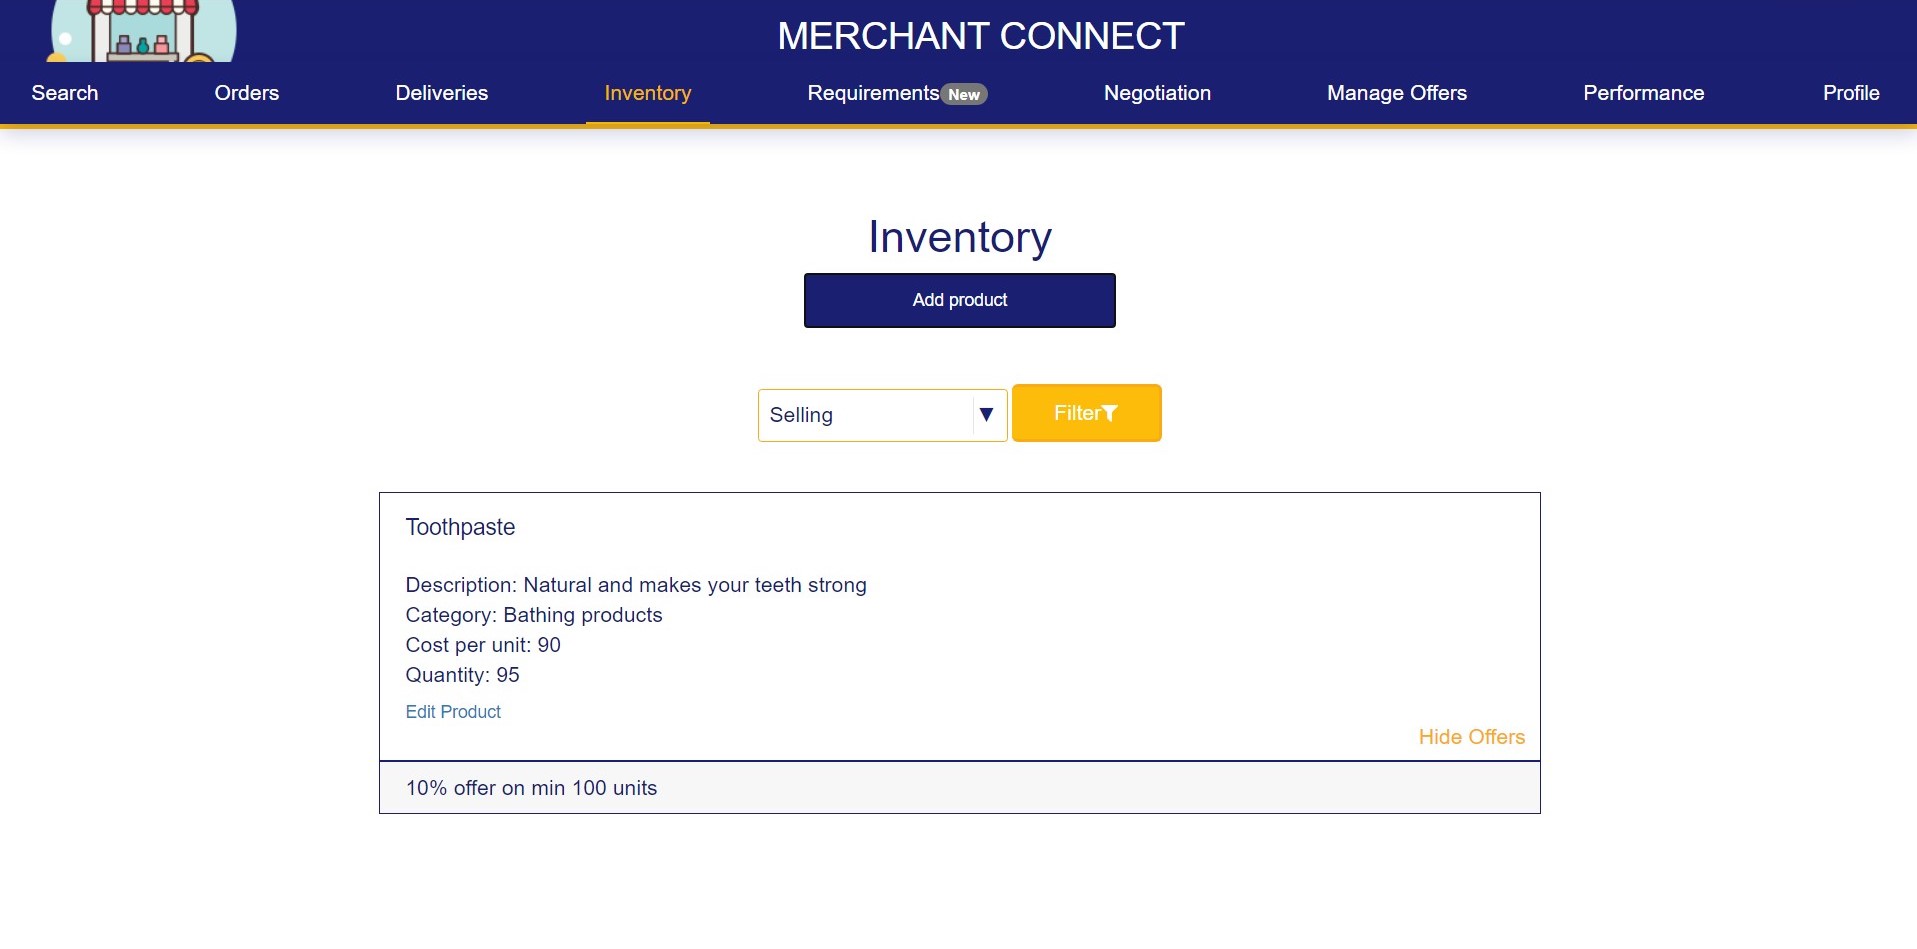 MERCHANT CONNECT
Search Orders Deliveries Inventory Requirements New Negotiation Manage Offers Performance Profile
Inventory
Add product
Selling Filter
Toothpaste
Description: Natural and makes your teeth strong
Category: Bathing products
Cost per unit: 90
Quantity: 95
Edit Product
Hide Offers
10% offer on min 100 units